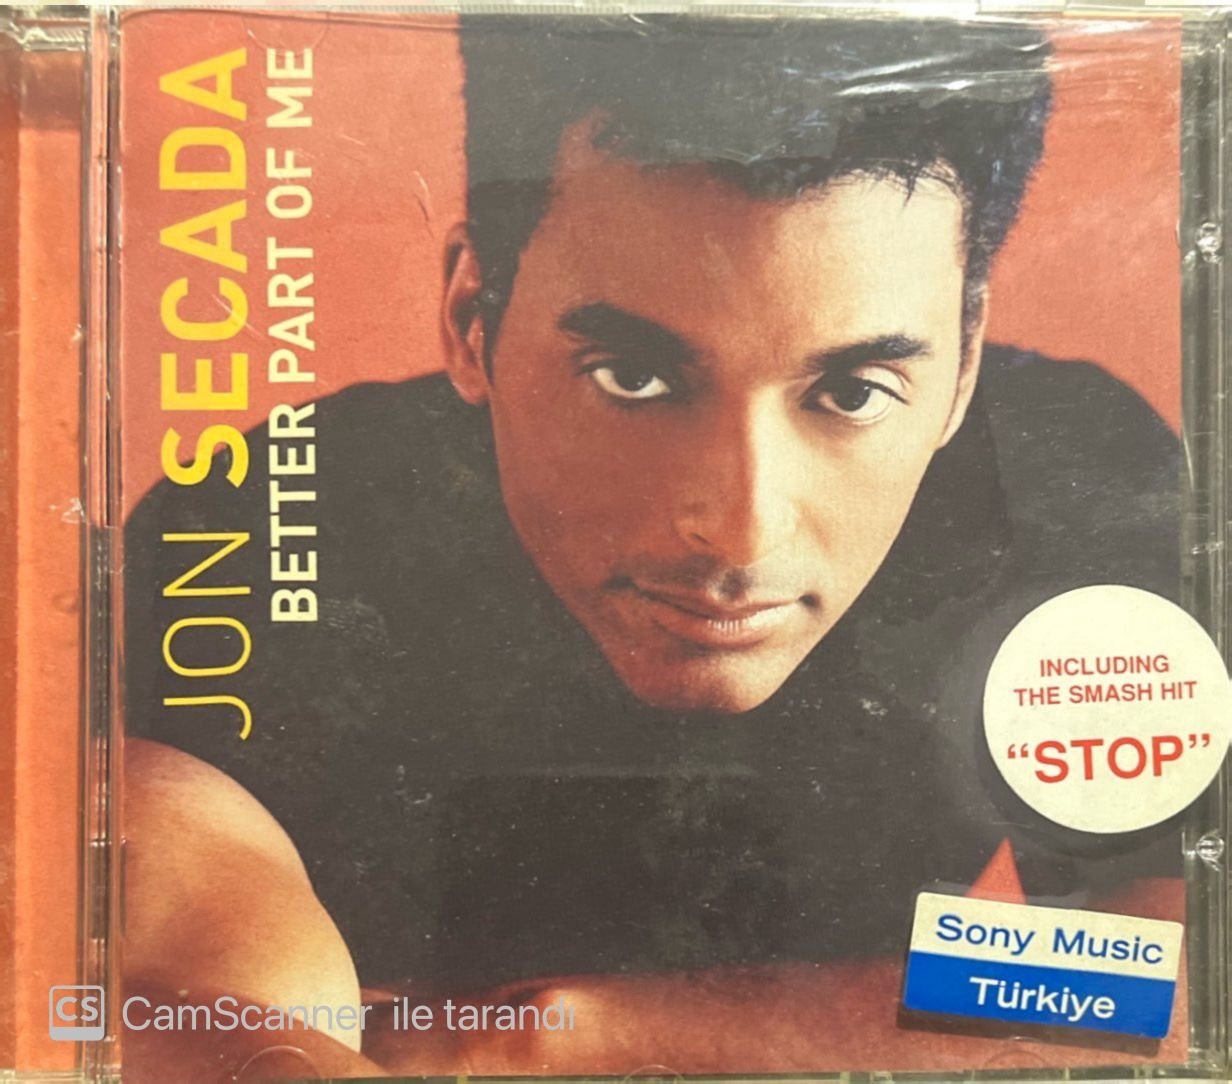 JON SECADA
BETTER PART OF ME
INCLUDING
THE SMASH HIT
“STOP”
Sony Music
Türkiye
CS CamScanner ile tarandı